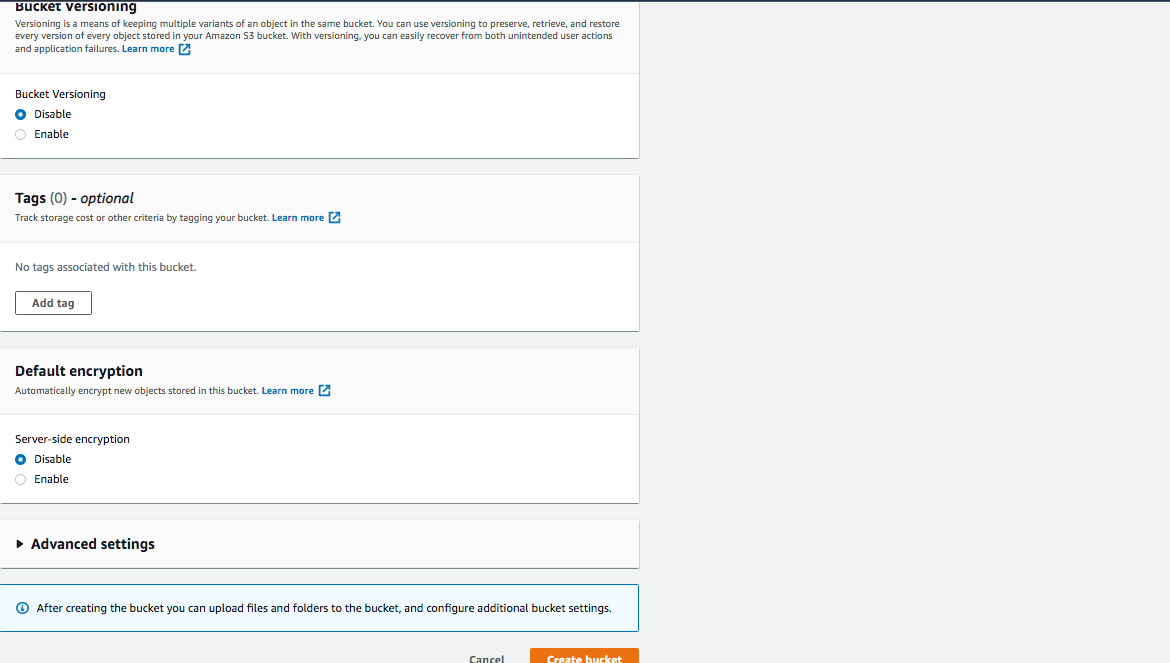 Bucket Versioning
Versioning is a means of keeping multiple variants of an object in the same bucket. You can use versioning to preserve, retrieve, and restore
every version of every object stored in your Amazon S3 bucket. With versioning, you can easily recover from both unintended user actions
and application failures. Learn more
Bucket Versioning
Disable
Enable
Tags (0) - optional
Track storage cost or other criteria by tagging your bucket. Learn more
No tags associated with this bucket.
Add tag
Default encryption
Automatically encrypt new objects stored in this bucket. Learn more
Server-side encryption
Disable
Enable
Advanced settings
After creating the bucket you can upload files and folders to the bucket, and configure additional bucket settings.
Cancel Create bucket